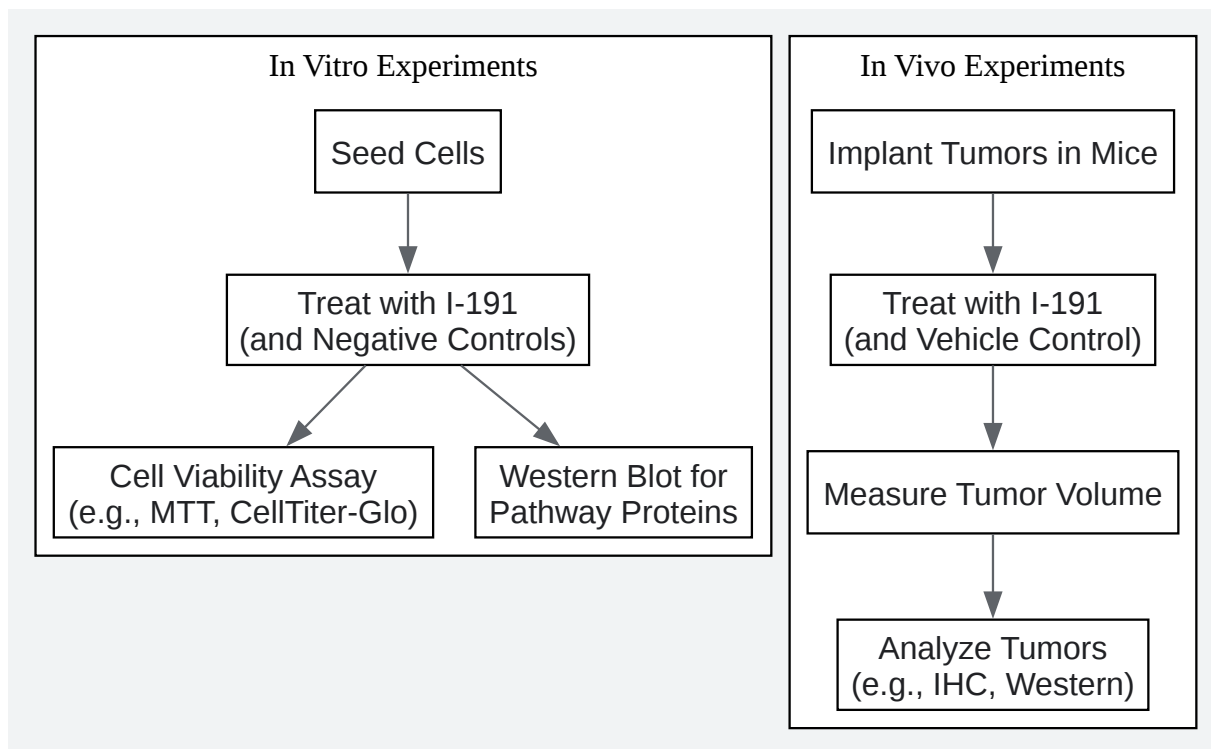 In Vitro Experiments
Seed Cells
Treat with I-191
(and Negative Controls)
Cell Viability Assay
(e.g., MTT, CellTiter-Glo)
Western Blot for
Pathway Proteins
In Vivo Experiments
Implant Tumors in Mice
Treat with I-191
(and Vehicle Control)
Measure Tumor Volume
Analyze Tumors
(e.g., IHC, Western)